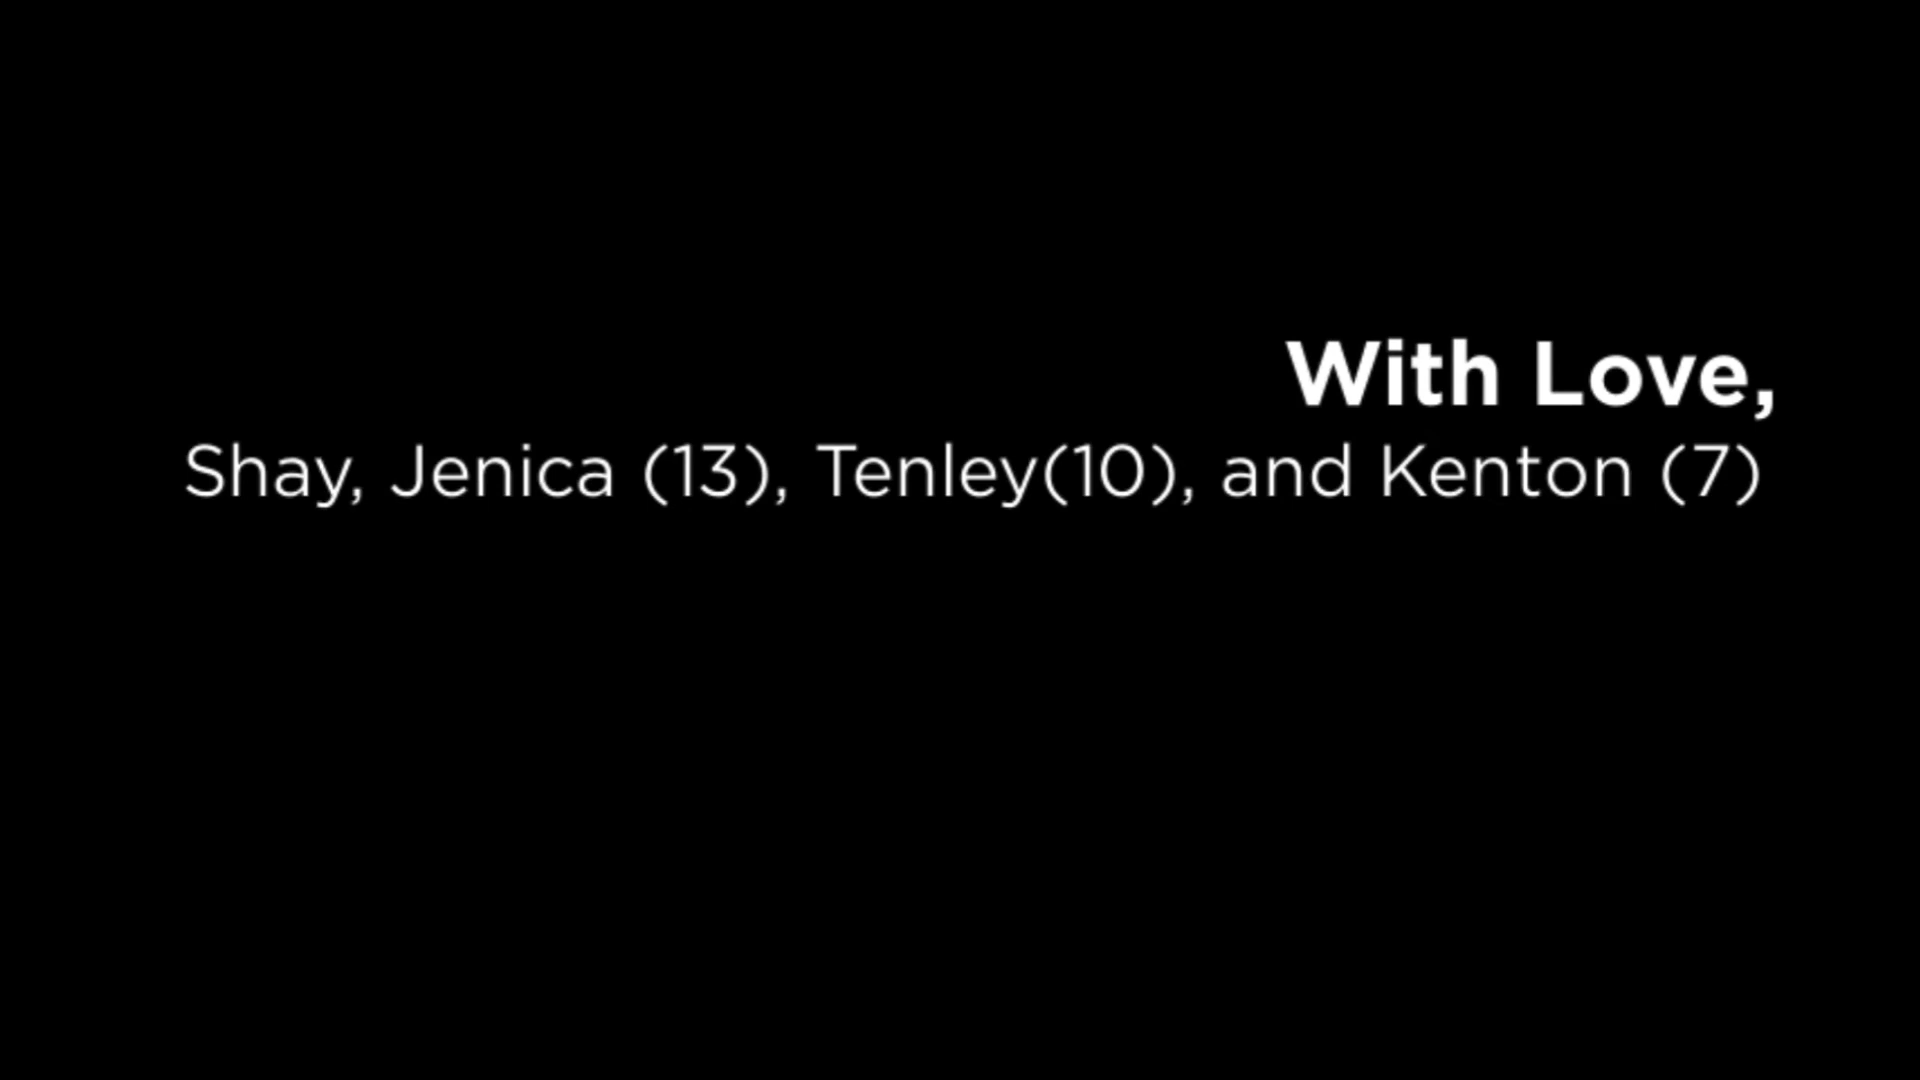 With Love,
Shay, Jenica (13), Tenley(10), and Kenton (7)